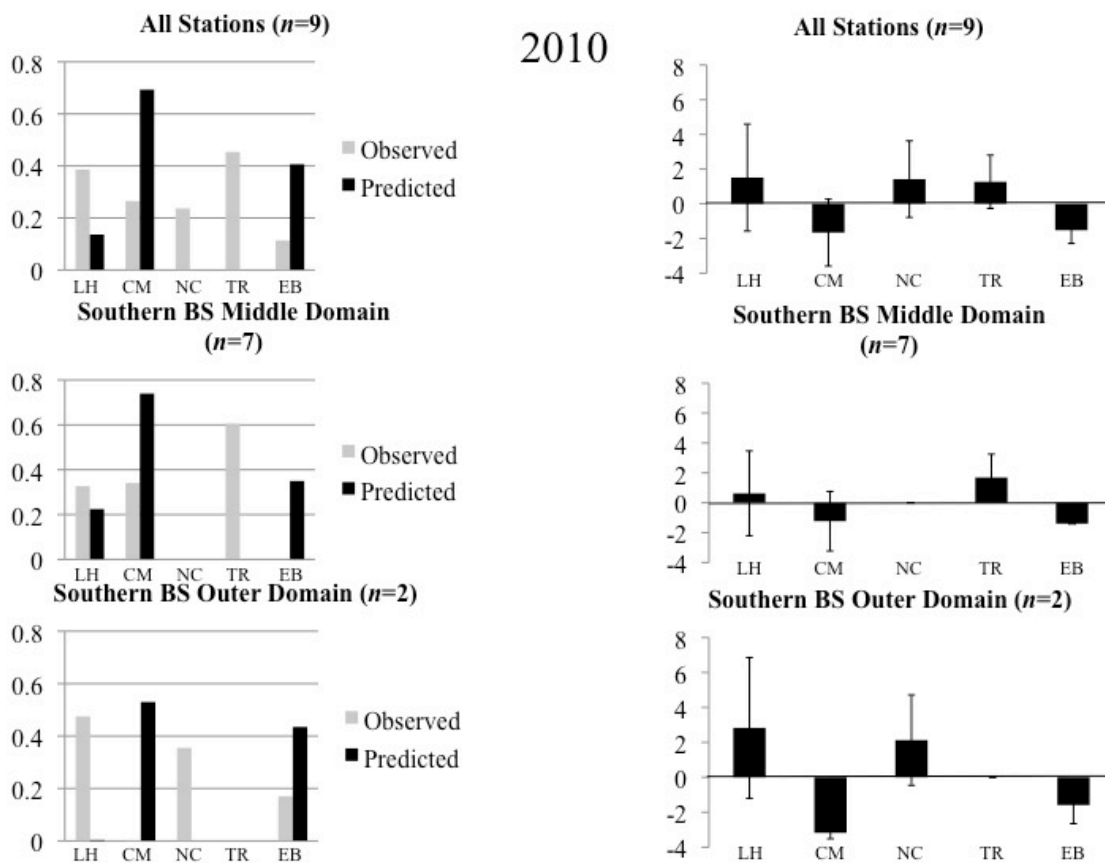 2010
All Stations (n=9)
0.8
0.6
0.4
0.2
0
LH CM NC TR EB
Observed
Predicted
Southern BS Middle Domain
(n=7)
0.8
0.6
0.4
0.2
0
LH CM NC TR EB
Observed
Predicted
Southern BS Outer Domain (n=2)
0.8
0.6
0.4
0.2
0
LH CM NC TR EB
Observed
Predicted
All Stations (n=9)
8
6
4
2
0
-2
-4
LH CM NC TR EB
Southern BS Middle Domain
(n=7)
8
6
4
2
0
-2
-4
LH CM NC TR EB
Southern BS Outer Domain (n=2)
8
6
4
2
0
-2
-4
LH CM NC TR EB